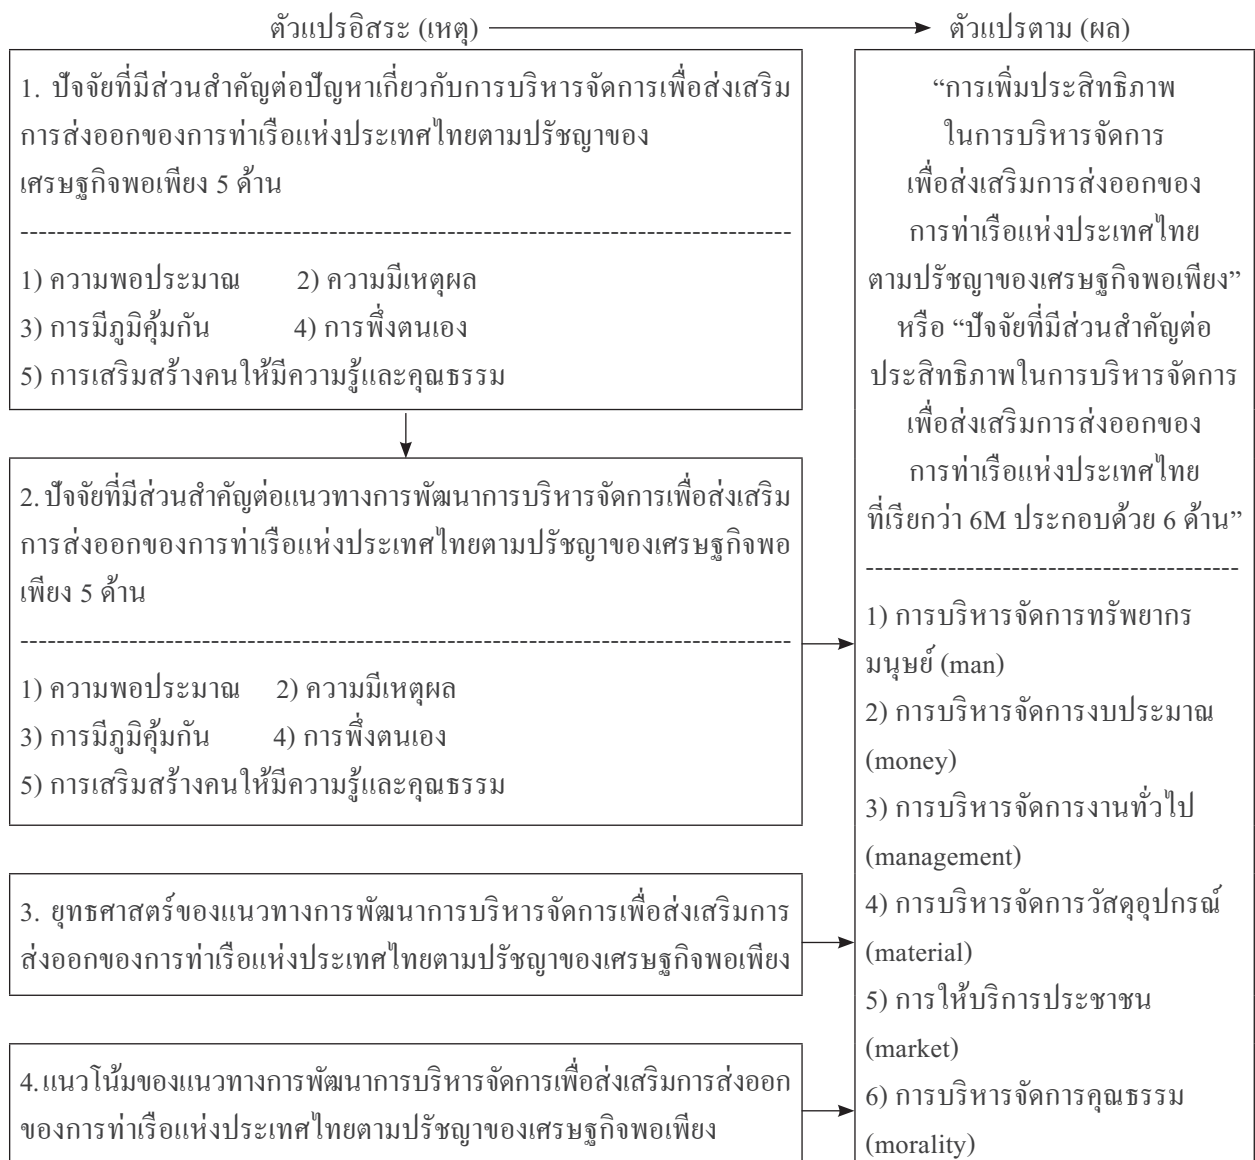 ตัวแปรอิสระ (เหตุ)
ตัวแปรตาม (ผล)
1. ปัจจัยที่มีส่วนสำคัญต่อปัญหาเกี่ยวกับการบริหารจัดการเพื่อส่งเสริม
การส่งออกของการท่าเรือแห่งประเทศไทยตามปรัชญาของ
เศรษฐกิจพอเพียง 5 ด้าน
1) ความพอประมาณ 2) ความมีเหตุผล
3) การมีภูมิคุ้มกัน 4) การพึ่งตนเอง
5) การเสริมสร้างคนให้มีความรู้และคุณธรรม
2. ปัจจัยที่มีส่วนสำคัญต่อแนวทางการพัฒนาการบริหารจัดการเพื่อส่งเสริม
การส่งออกของการท่าเรือแห่งประเทศไทยตามปรัชญาของเศรษฐกิจพอ
เพียง 5 ด้าน
1) ความพอประมาณ 2) ความมีเหตุผล
3) การมีภูมิคุ้มกัน 4) การพึ่งตนเอง
5) การเสริมสร้างคนให้มีความรู้และคุณธรรม
3. ยุทธศาสตร์ของแนวทางการพัฒนาการบริหารจัดการเพื่อส่งเสริมการ
ส่งออกของการท่าเรือแห่งประเทศไทยตามปรัชญาของเศรษฐกิจพอเพียง
4. แนวโน้มของแนวทางการพัฒนาการบริหารจัดการเพื่อส่งเสริมการส่งออก
ของการท่าเรือแห่งประเทศไทยตามปรัชญาของเศรษฐกิจพอเพียง
“การเพิ่มประสิทธิภาพ
ในการบริหารจัดการ
เพื่อส่งเสริมการส่งออกของ
การท่าเรือแห่งประเทศไทย
ตามปรัชญาของเศรษฐกิจพอเพียง”
หรือ “ปัจจัยที่มีส่วนสำคัญต่อ
ประสิทธิภาพในการบริหารจัดการ
เพื่อส่งเสริมการส่งออกของ
การท่าเรือแห่งประเทศไทย
ที่เรียกว่า 6M ประกอบด้วย 6 ด้าน”
1) การบริหารจัดการทรัพยากร
มนุษย์ (man)
2) การบริหารจัดการงบประมาณ
(money)
3) การบริหารจัดการงานทั่วไป
(management)
4) การบริหารจัดการวัสดุอุปกรณ์
(material)
5) การให้บริการประชาชน
(market)
6) การบริหารจัดการคุณธรรม
(morality)